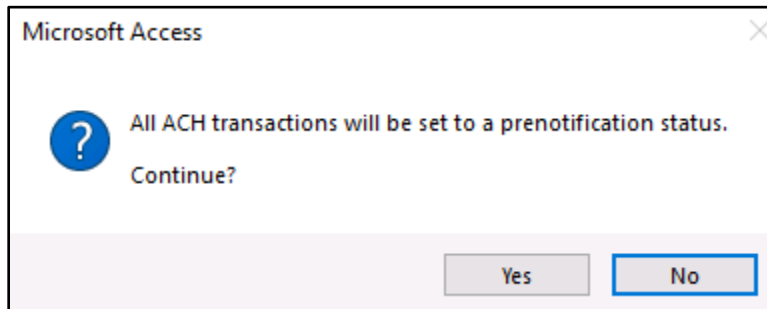 Microsoft Access
All ACH transactions will be set to a prenotification status.
Continue?
Yes No